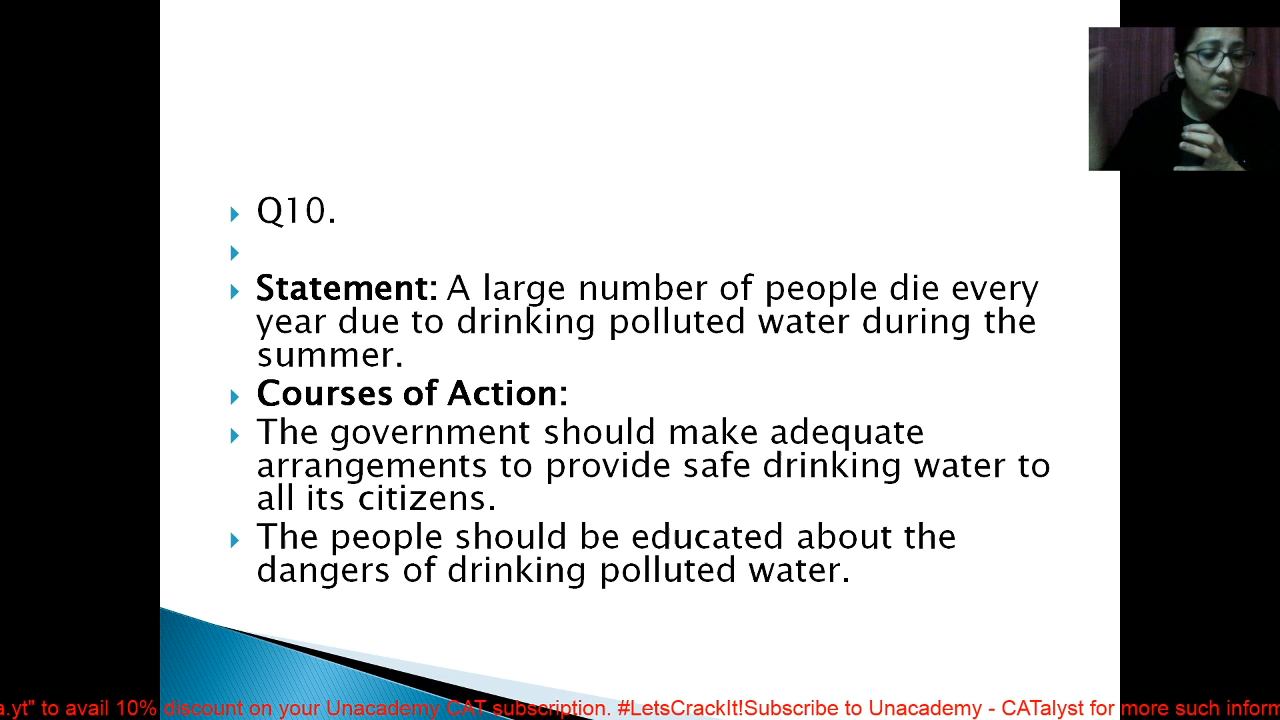 Q10.
Statement: A large number of people die every
year due to drinking polluted water during the
summer.
Courses of Action:
The government should make adequate
arrangements to provide safe drinking water to
all its citizens.
The people should be educated about the
dangers of drinking polluted water.
a.yt" to avail 10% discount on your Unacademy CAT subscription. #LetsCrackIt!Subscribe to Unacademy - CATalyst for more such inform